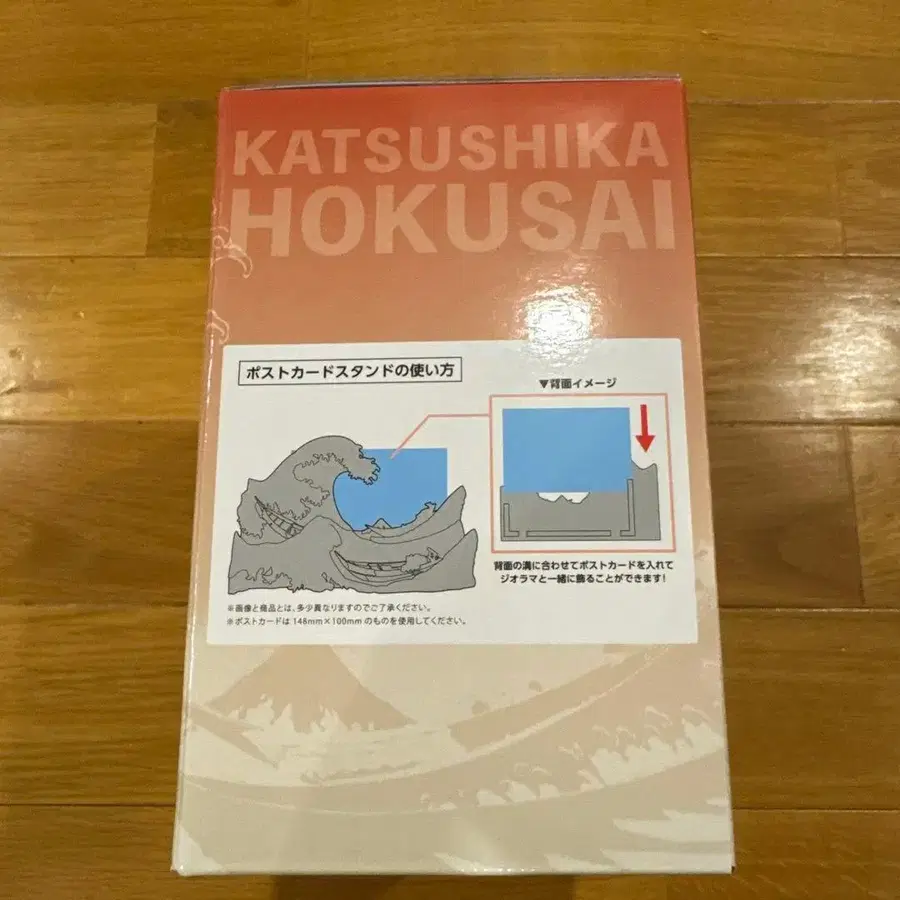 KATSUSHIKA
HOKUSAI
ポストカードスタンドの使い方
▼背面イメージ
背面の溝に合わせてポストカードを入れて
ジオラマと一緒に飾ることができます!
※画像と商品とは、多少異なりますのでご了承ください。
※ポストカードは148mm×100mmのものを使用してください。